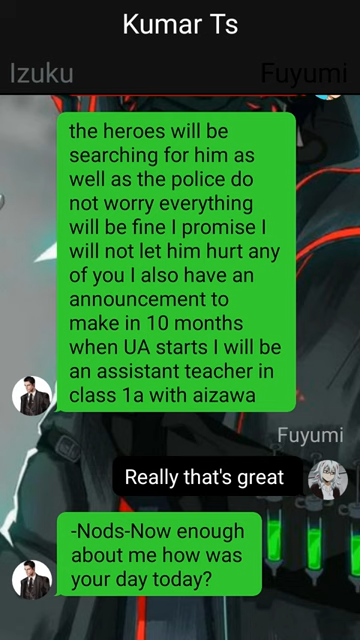 Kumar Ts
Izuku
Fuyumi
the heroes will be
searching for him as
well as the police do
not worry everything
will be fine I promise I
will not let him hurt any
of you I also have an
announcement to
make in 10 months
when UA starts I will be
an assistant teacher in
class 1a with aizawa
Fuyumi
Really that's great
-Nods-Now enough
about me how was
your day today?